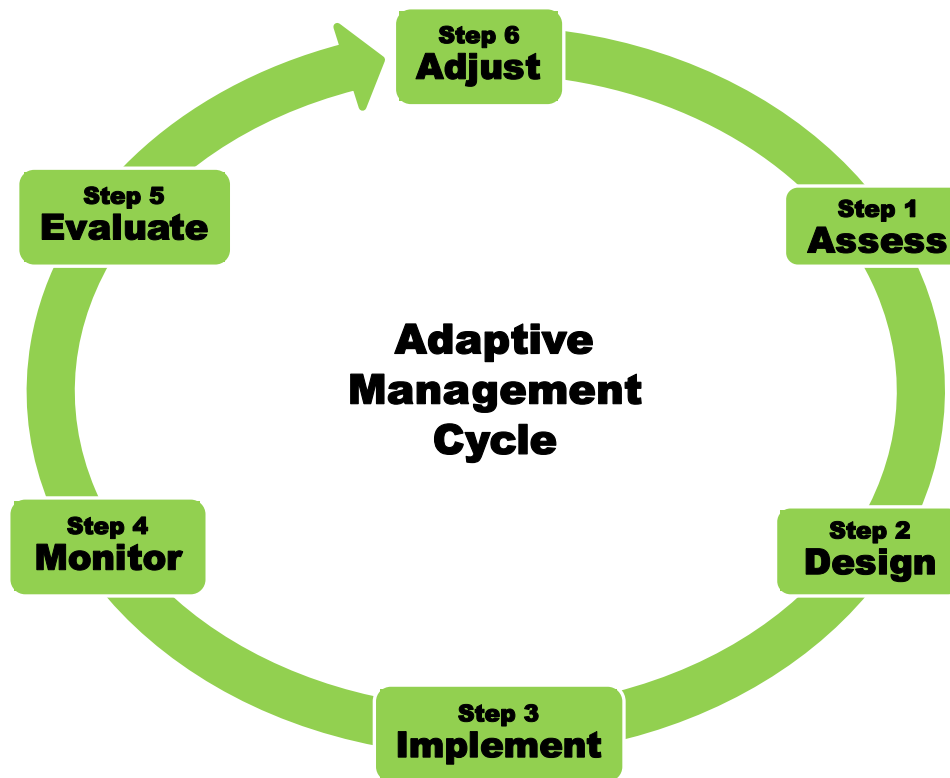 Step 6
Adjust
Step 1
Assess
Step 2
Design
Step 3
Implement
Step 4
Monitor
Step 5
Evaluate
Adaptive
Management
Cycle